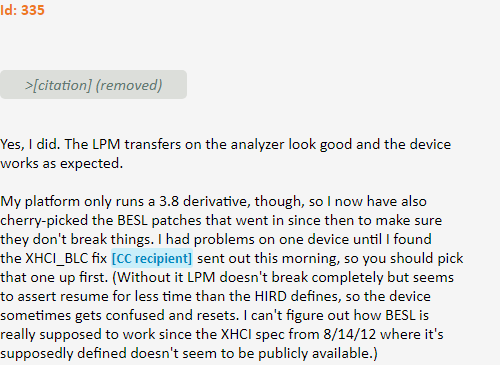 Id: 335
>[citation] (removed)
Yes, I did. The LPM transfers on the analyzer look good and the device
works as expected.
My platform only runs a 3.8 derivative, though, so I now have also
cherry-picked the BESL patches that went in since then to make sure
they don't break things. I had problems on one device until I found
the XHCI_BLC fix [CC recipient] sent out this morning, so you should pick
that one up first. (Without it LPM doesn't break completely but seems
to assert resume for less time than the HIRD defines, so the device
sometimes gets confused and resets. I can't figure out how BESL is
really supposed to work since the XHCI spec from 8/14/12 where it's
supposedly defined doesn't seem to be publicly available.)